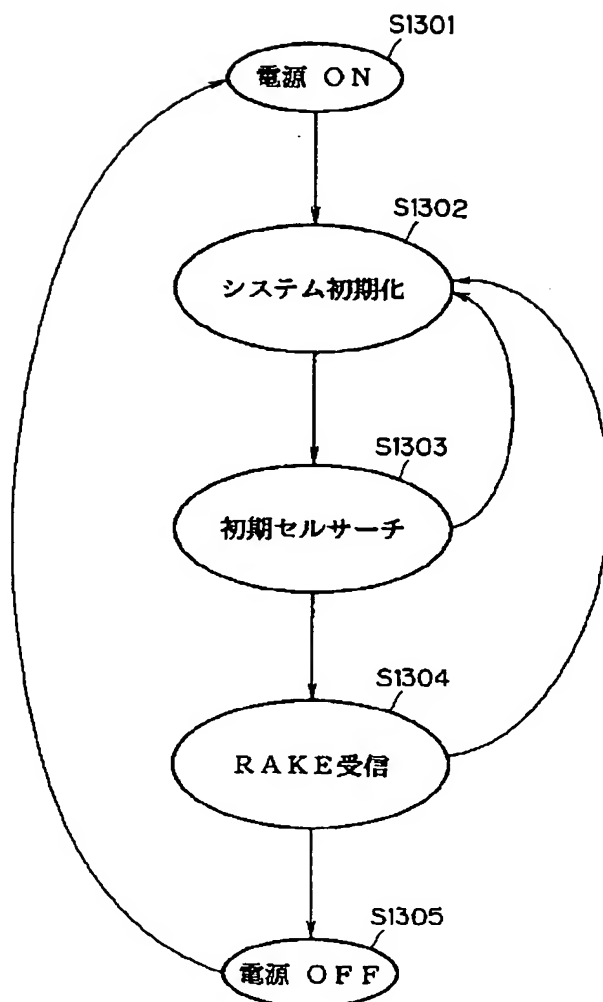 S1301
電源 ON
S1302
システム初期化
S1303
初期セルサーチ
S1304
RAKE受信
S1305
電源 OFF